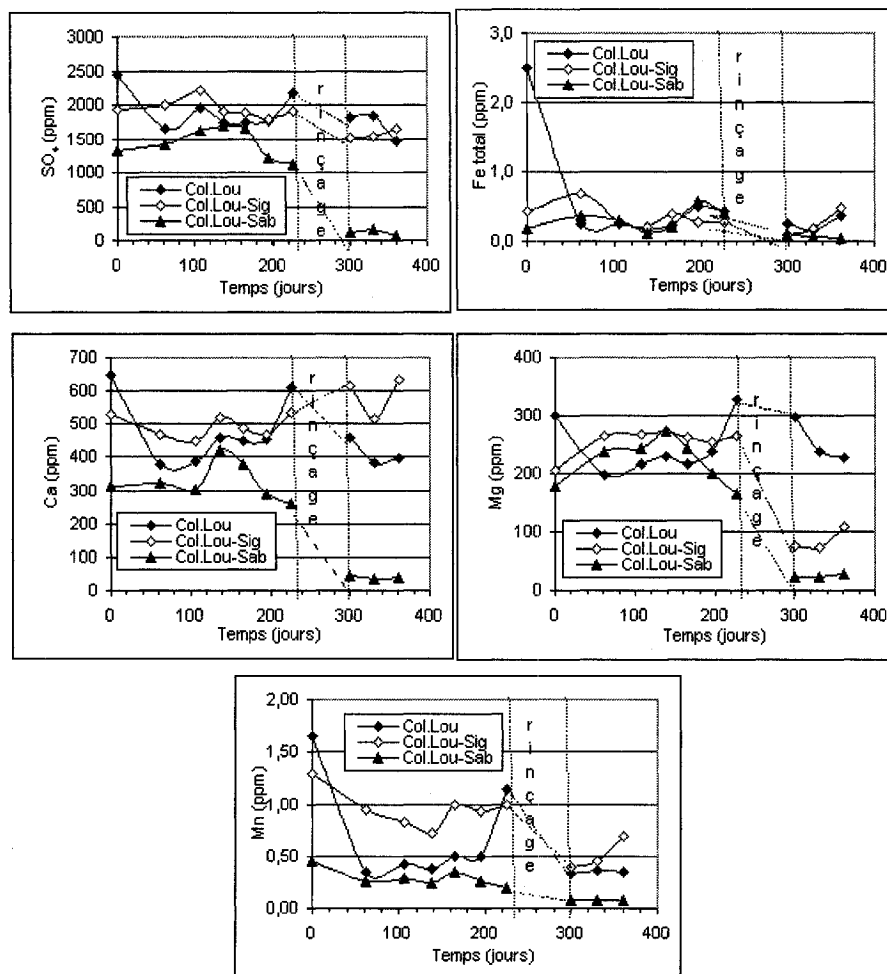 3000
2500
2000
1500
1000
500
0
SO4 (ppm)
rinçage
Col.Lou
Col.Lou-Sig
Col.Lou-Sab
0 100 200 300 400
Temps (jours)
3,0
2,0
1,0
0,0
Fe total (ppm)
Col.Lou
Col.Lou-Sig
Col.Lou-Sab
rinçage
0 100 200 300 400
Temps (jours)
700
600
500
400
300
200
100
0
Ca (ppm)
rinçage
Col.Lou
Col.Lou-Sig
Col.Lou-Sab
0 100 200 300 400
Temps (jours)
400
300
200
100
0
Mg (ppm)
rinçage
Col.Lou
Col.Lou-Sig
Col.Lou-Sab
0 100 200 300 400
Temps (jours)
2,00
1,50
1,00
0,50
0,00
Mn (ppm)
Col.Lou
Col.Lou-Sig
Col.Lou-Sab
rinçage
0 100 200 300 400
Temps (jours)